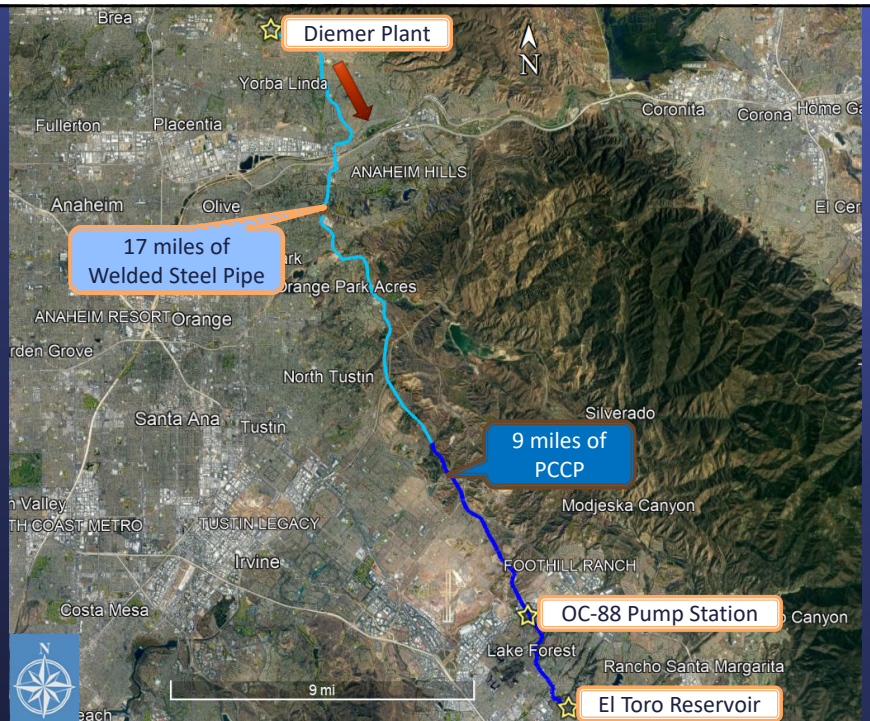 Brea
Diemer Plant
N
Yorba Linda
Coronita
Corona
Home Ga
Fullerton
Placentia
ANAHEIM HILLS
Anaheim
Olive
El Cerr
17 miles of
Welded Steel Pipe
ark
Orange Park Acres
ANAHEIM RESORT
Orange
arden Grove
North Tustin
Santa Ana
Tustin
Silverado
9 miles of
PCCP
n Valley
Modjeska Canyon
TH COAST METRO
TUSTIN LEGACY
Irvine
FOOTHILL RANCH
Costa Mesa
OC-88 Pump Station
o Canyon
Lake Forest
Rancho Santa Margarita
N
9 mi
El Toro Reservoir
each